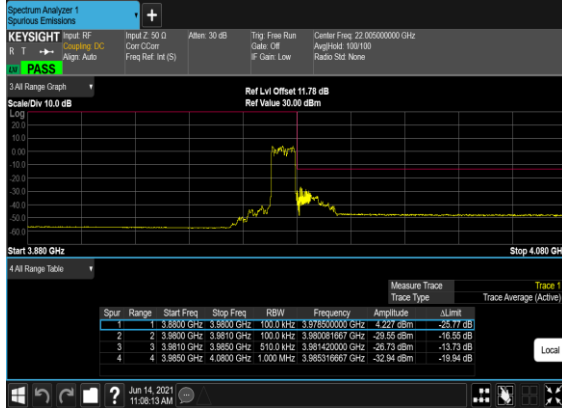 Spectrum Analyzer 1
Spurious Emissions
KEYSIGHT Input: RF Input Z: 50 Ω Atten: 30 dB Trig: Free Run Center Freq: 22.005000000 GHz
R T Coupling: DC Corr CCorr Gate: Off Avg|Hold: 100/100
Align: Auto Freq Ref: Int (S) IF Gain: Low Radio Std: None
PASS
3 All Range Graph
Ref Lvl Offset 11.78 dB
Scale/Div 10.0 dB Ref Value 30.00 dBm
Log
20.0
10.0
0.00
-10.0
-20.0
-30.0
-40.0
-50.0
-60.0
Start 3.880 GHz Stop 4.080 GH
4 All Range Table
Measure Trace Trace 1
Trace Type Trace Average (Active)
Spur Range Start Freq Stop Freq RBW Frequency Amplitude ΔLimit
1 1 3.8800 GHz 3.9800 GHz 100.0 kHz 3.978500000 GHz 4.227 dBm -25.77 dB
2 2 3.9800 GHz 3.9810 GHz 100.0 kHz 3.980081667 GHz -29.55 dBm -16.55 dB
3 3 3.9810 GHz 3.9850 GHz 510.0 kHz 3.981420000 GHz -26.73 dBm -13.73 dB
4 4 3.9850 GHz 4.0800 GHz 1.000 MHz 3.985316667 GHz -32.94 dBm -19.94 dB
Local
Jun 14, 2021
11:08:13 AM